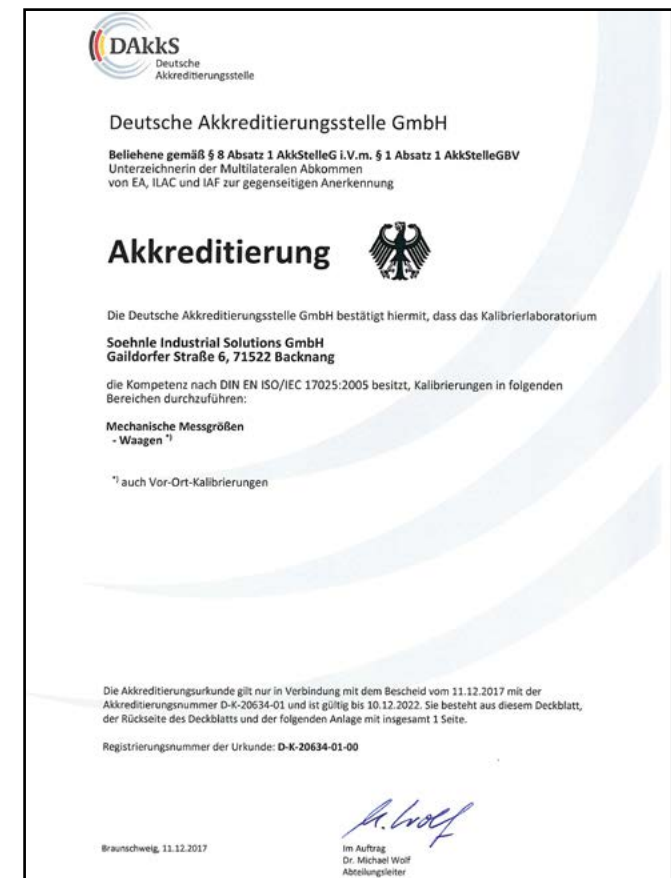 DAkkS
Deutsche
Akkreditierungsstelle
Deutsche Akkreditierungsstelle GmbH
Beliehene gemäß § 8 Absatz 1 AkkStelleG i.V.m. § 1 Absatz 1 AkkStelleGBV
Unterzeichnerin der Multilateralen Abkommen
von EA, ILAC und IAF zur gegenseitigen Anerkennung
Akkreditierung
Die Deutsche Akkreditierungsstelle GmbH bestätigt hiermit, dass das Kalibrierlaboratorium
Soehnle Industrial Solutions GmbH
Gaildorfer Straße 6, 71522 Backnang
die Kompetenz nach DIN EN ISO/IEC 17025:2005 besitzt, Kalibrierungen in folgenden
Bereichen durchzuführen:
Mechanische Messgrößen
- Waagen *)
*) auch Vor-Ort-Kalibrierungen
Die Akkreditierungsurkunde gilt nur in Verbindung mit dem Bescheid vom 11.12.2017 mit der
Akkreditierungsnummer D-K-20634-01 und ist gültig bis 10.12.2022. Sie besteht aus diesem Deckblatt,
der Rückseite des Deckblatts und der folgenden Anlage mit insgesamt 1 Seite.
Registrierungsnummer der Urkunde: D-K-20634-01-00
M. Wolf
Braunschweig, 11.12.2017
Im Auftrag
Dr. Michael Wolf
Abteilungsleiter